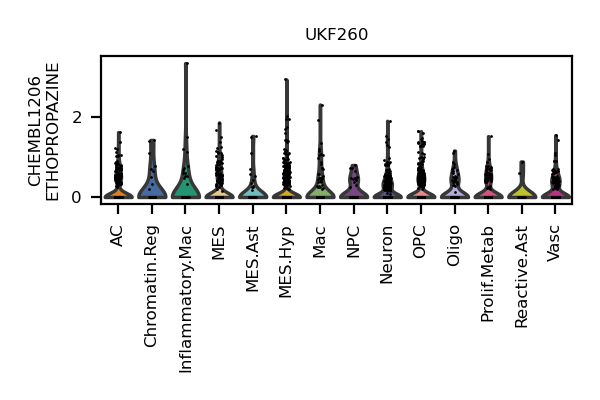 UKF260
CHEMBL1206
ETHOPROPAZINE
2
0
AC
Chromatin.Reg
Inflammatory.Mac
MES
MES.Ast
MES.Hyp
Mac
NPC
Neuron
OPC
Oligo
Prolif.Metab
Reactive.Ast
Vasc